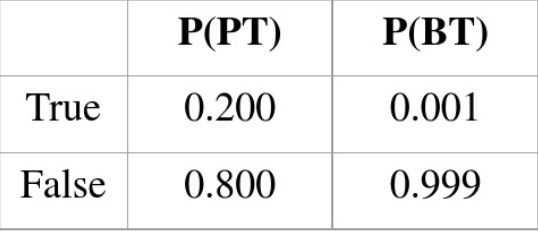 P(PT) P(BT)
True 0.200 0.001
False 0.800 0.999